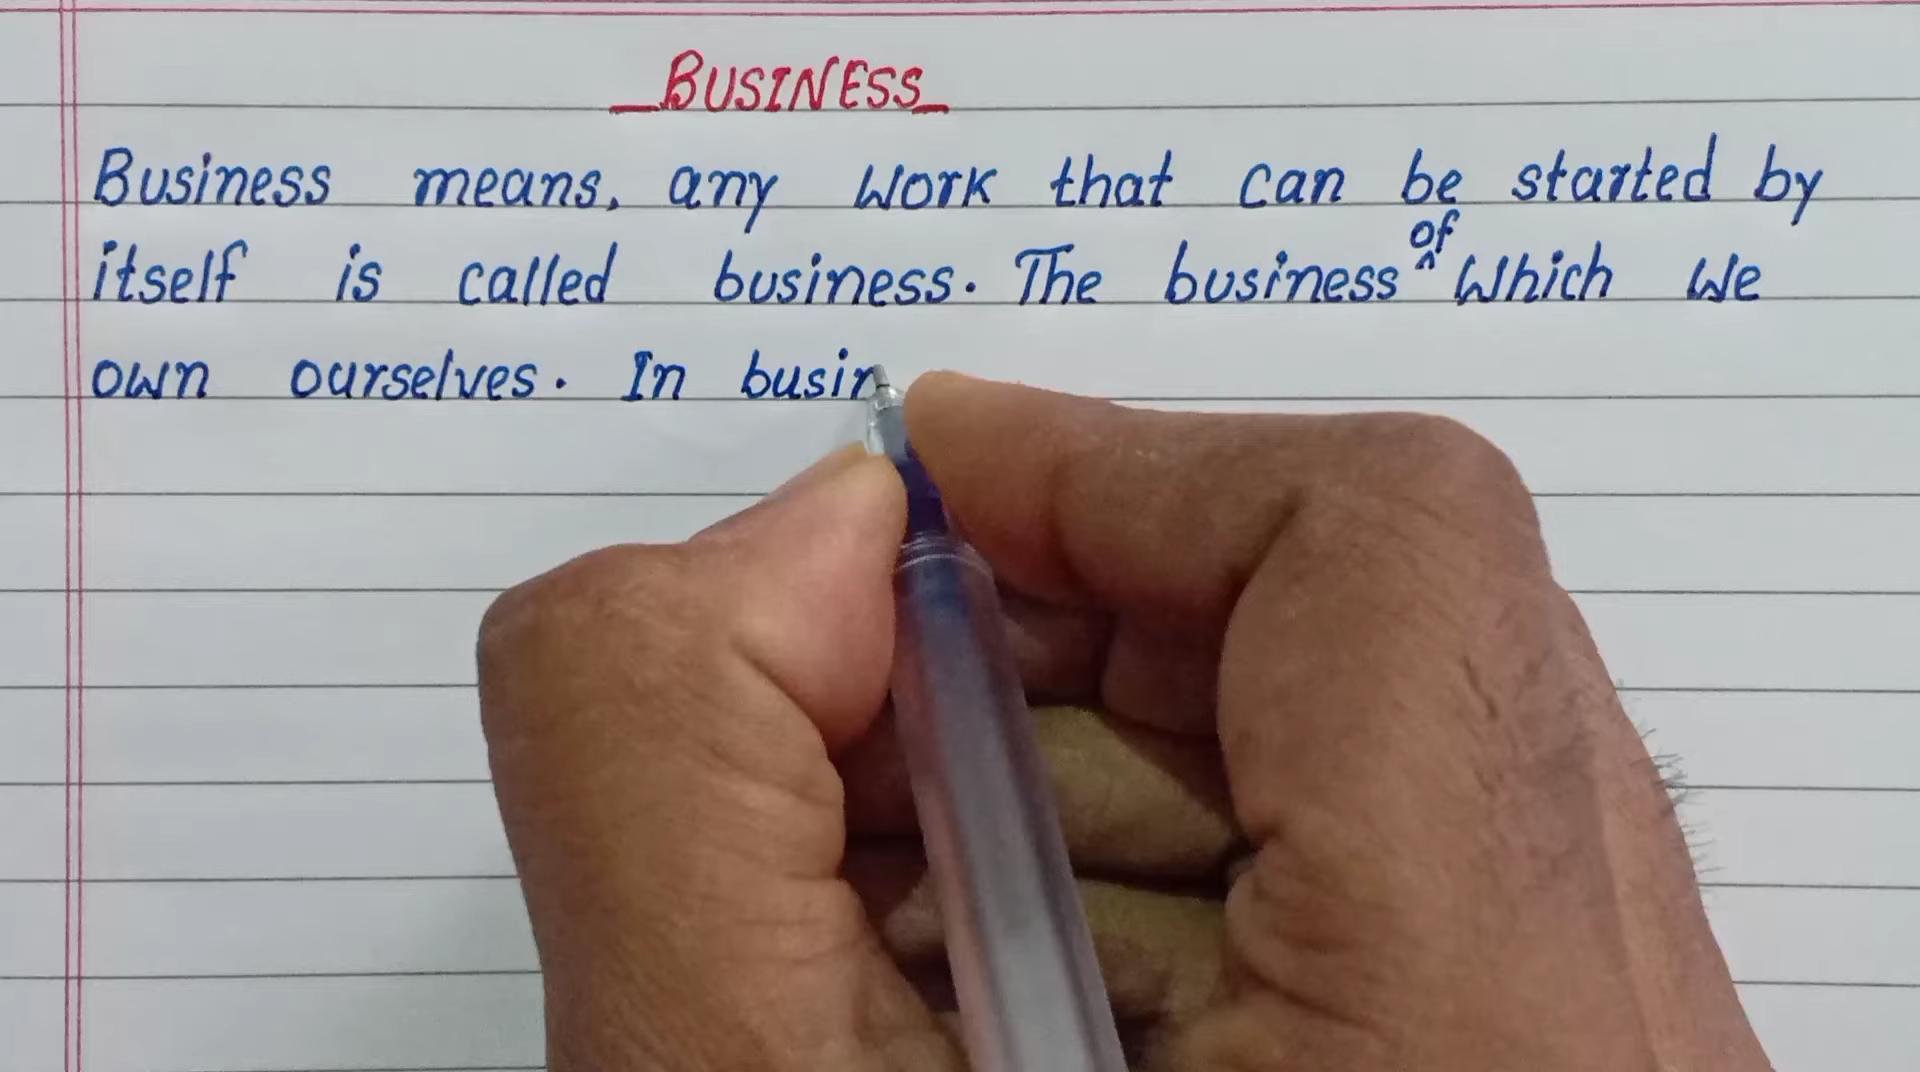 BUSINESS
Business means, any work that can be started by
itself is called business. The business of which we
own ourselves. In busin